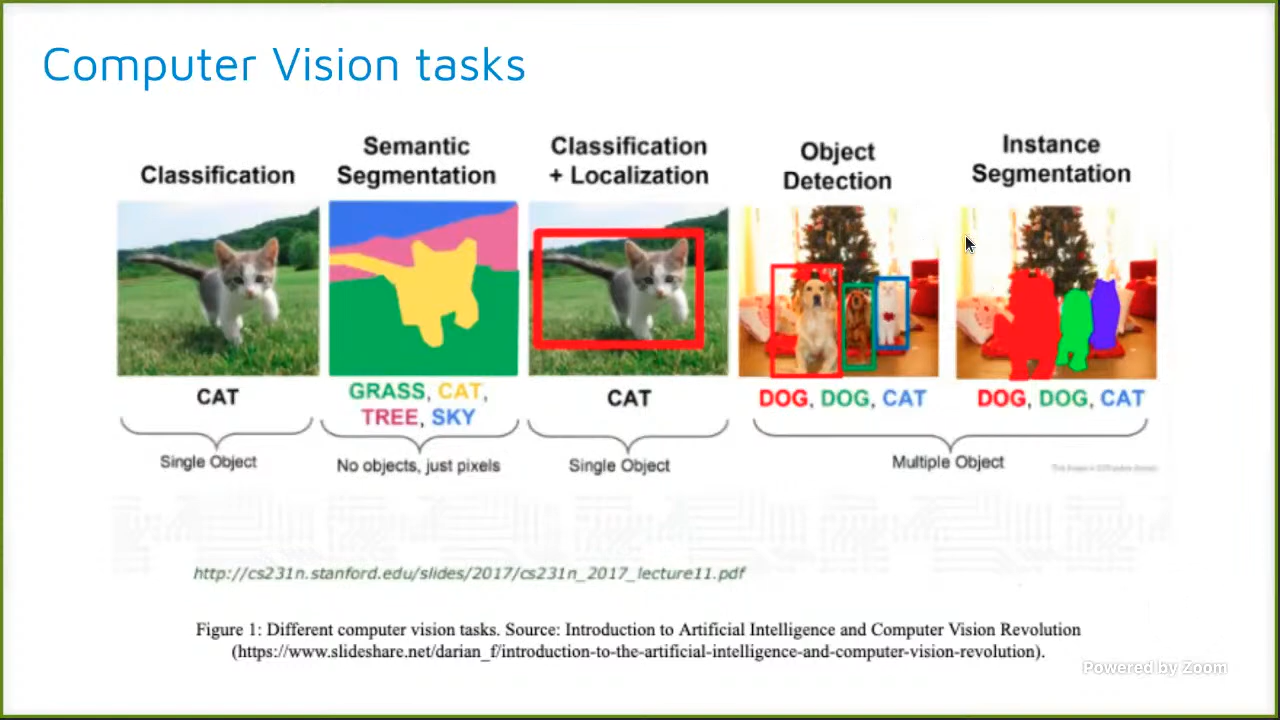 Computer Vision tasks
Classification
Semantic
Segmentation
Classification
+ Localization
Object
Detection
Instance
Segmentation
CAT
GRASS, CAT,
TREE, SKY
CAT
DOG, DOG, CAT
DOG, DOG, CAT
Single Object
No objects, just pixels
Single Object
Multiple Object
http://cs231n.stanford.edu/slides/2017/cs231n_2017_lecture11.pdf
Figure 1: Different computer vision tasks. Source: Introduction to Artificial Intelligence and Computer Vision Revolution
(https://www.slideshare.net/darian_f/introduction-to-the-artificial-intelligence-and-computer-vision-revolution).
Powered by Zoom